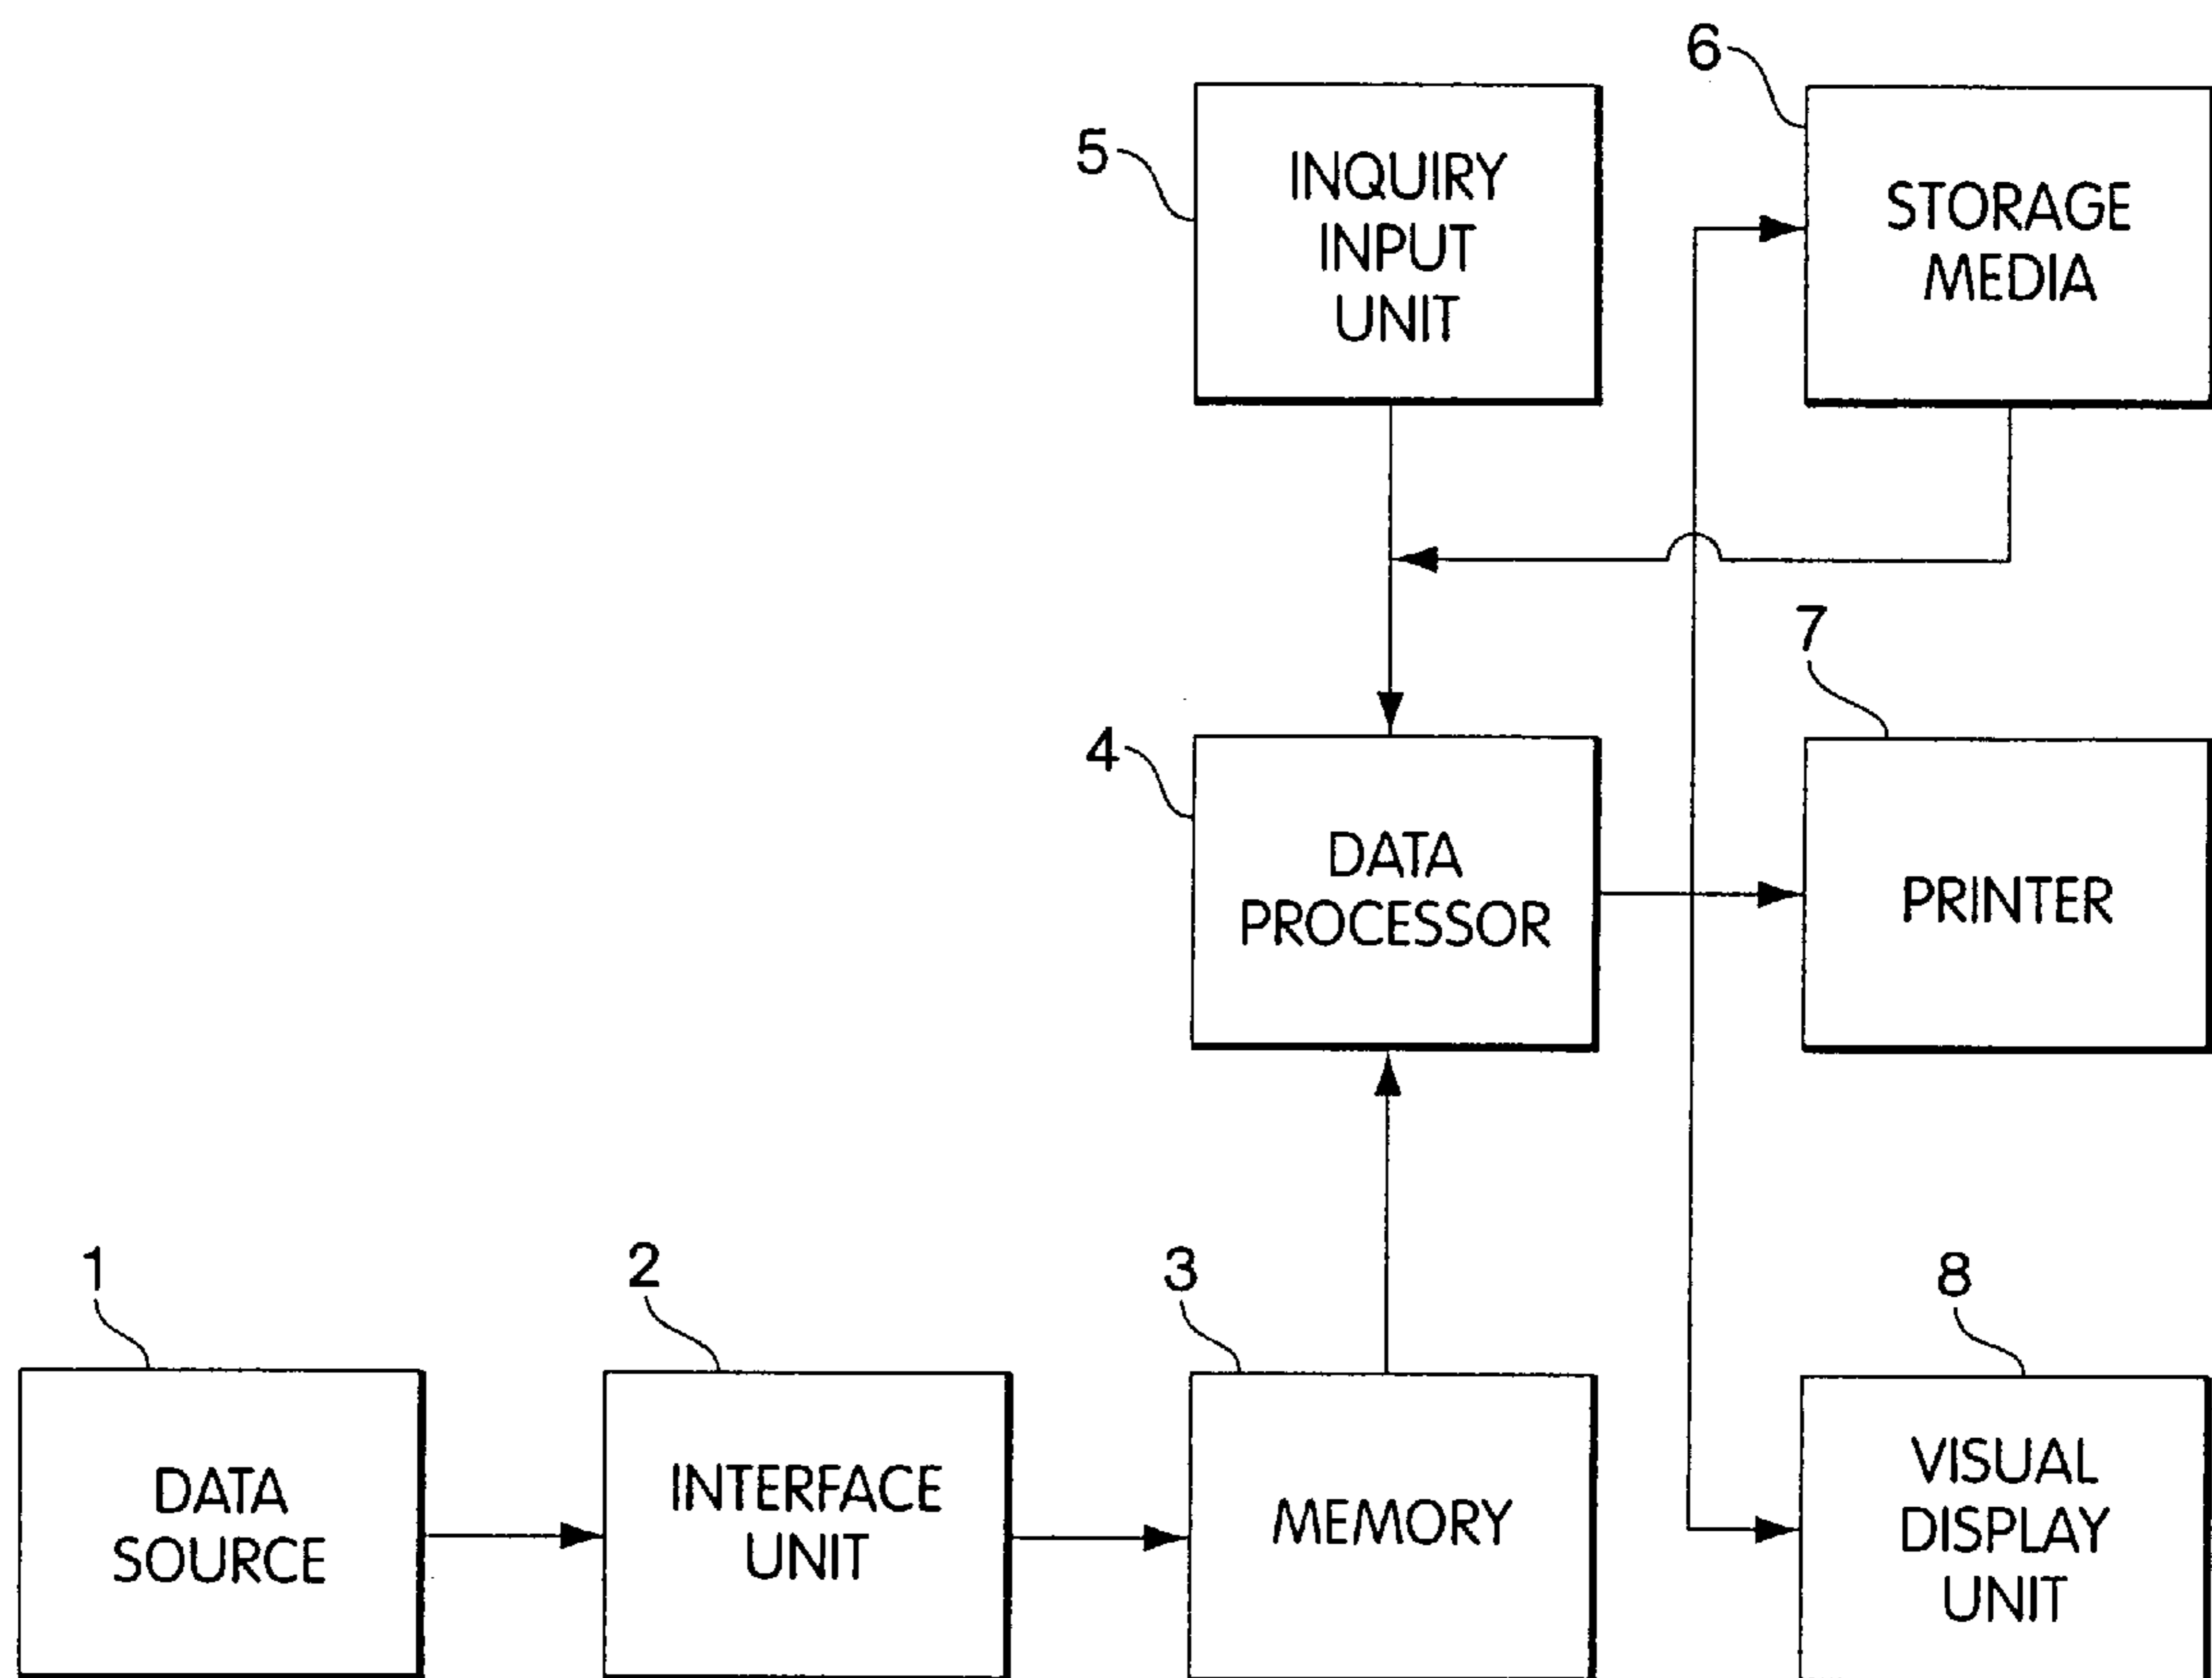 6
5
INQUIRY
INPUT
UNIT
STORAGE
MEDIA
7
4
DATA
PROCESSOR
PRINTER
1
2
3
8
DATA
SOURCE
INTERFACE
UNIT
MEMORY
VISUAL
DISPLAY
UNIT